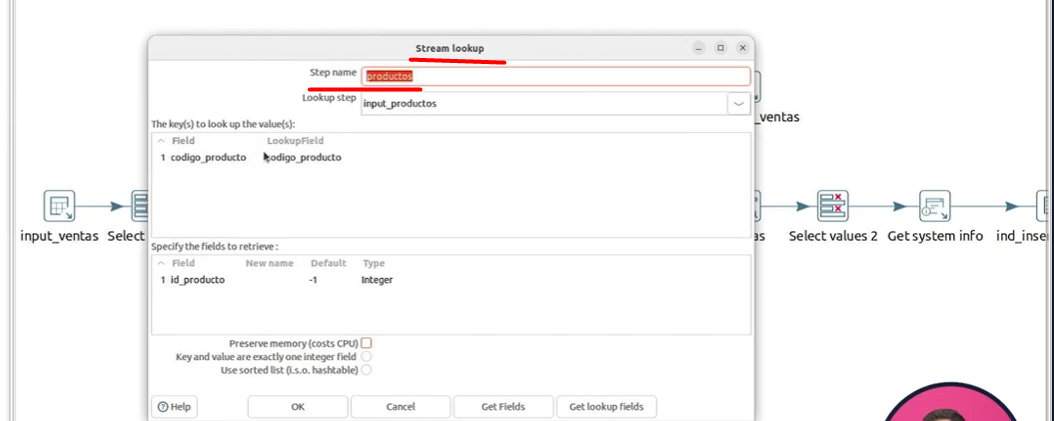 Stream lookup
Step name productos
Lookup step input_productos
_ventas
The key(s) to look up the value(s):
Field LookupField
1 codigo_producto codigo_producto
input_ventas Select as Select values 2 Get system info ind_inser
Specify the fields to retrieve :
Field New name Default Type
1 id_producto -1 Integer
Preserve memory (costs CPU)
Key and value are exactly one integer field
Use sorted list (i.s.o. hashtable)
Help OK Cancel Get Fields Get lookup fields